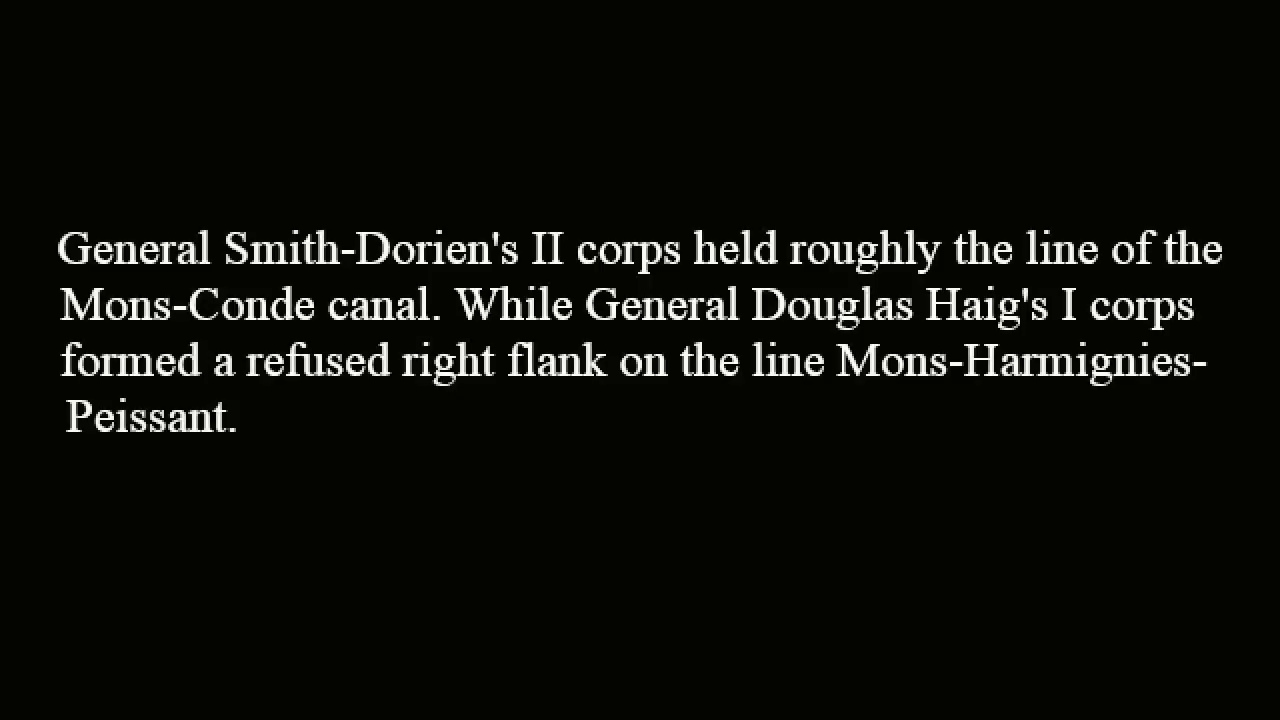 General Smith-Dorien's II corps held roughly the line of the
Mons-Conde canal. While General Douglas Haig's I corps
formed a refused right flank on the line Mons-Harmignies-
Peissant.